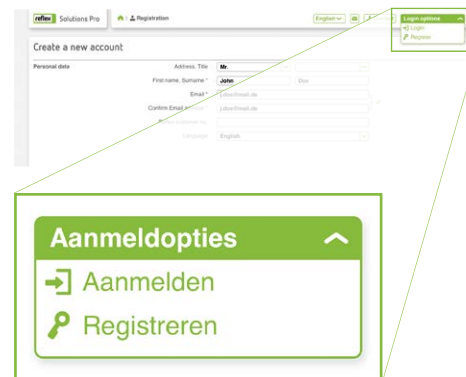 reflex Solutions Pro
Registration
English
Login options
Login
Register
Create a new account
Personal data
Address, Title
Mr.
First name, Surname *
John
Doe
Email *
j.doe@mail.de
Confirm Email address *
j.doe@mail.de
Language
English
Aanmeldopties
Aanmelden
Registreren